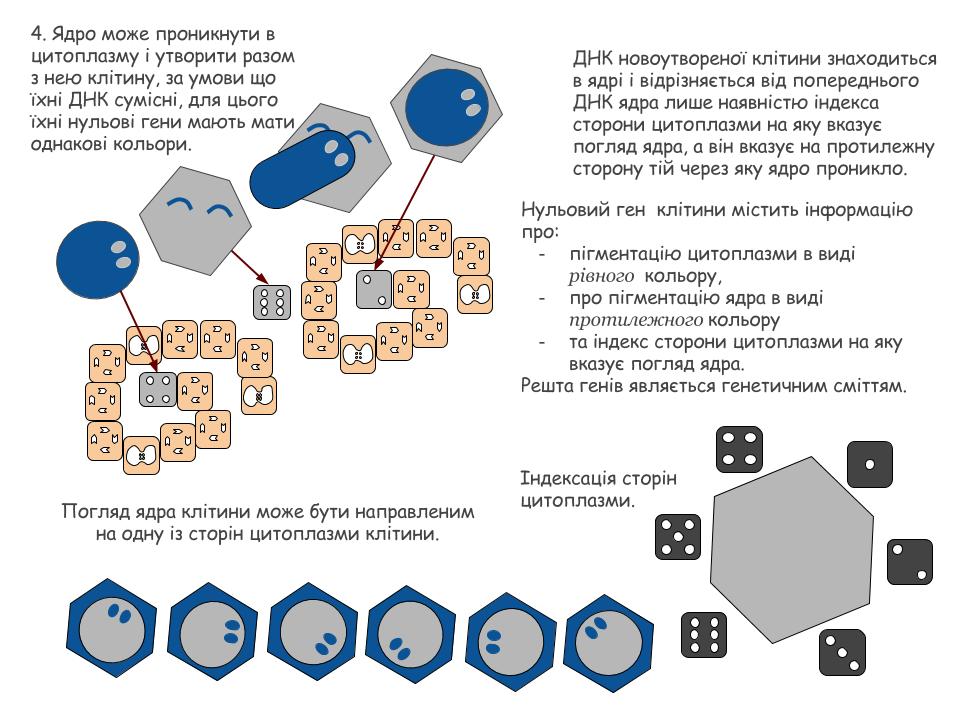 4. Ядро може проникнути в
цитоплазму і утворити разом
з нею клітину, за умови що
їхні ДНК сумісні, для цього
їхні нульові гени мають мати
однакові кольори.
ДНК новоутвореної клітини знаходиться
в ядрі і відрізняється від попереднього
ДНК ядра лише наявністю індекса
сторони цитоплазми на яку вказує
погляд ядра, а він вказує на протилежну
сторону тій через яку ядро проникло.
Нульовий ген клітини містить інформацію
про:
- пігментацію цитоплазми в виді
рівного кольору,
- про пігментацію ядра в виді
протилежного кольору
- та індекс сторони цитоплазми на яку
вказує погляд ядра.
Решта генів являється генетичним сміттям.
Індексація сторін
цитоплазми.
Погляд ядра клітини може бути направленим
на одну із сторін цитоплазми клітини.